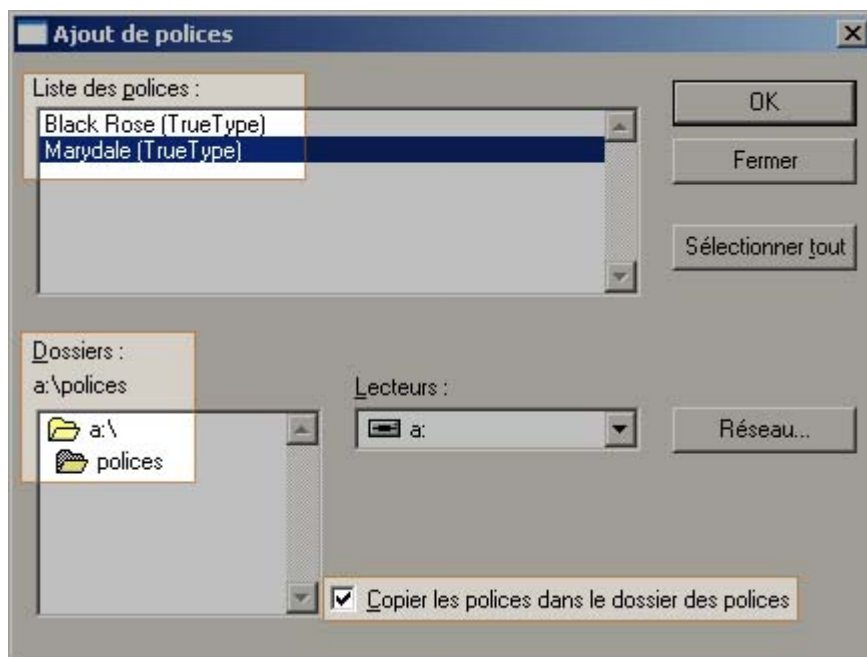 Ajout de polices
Liste des polices :
Black Rose (TrueType)
Marydale (TrueType)
OK
Fermer
Sélectionner tout
Dossiers :
a:\polices
a:\
polices
Lecteurs :
a:
Réseau...
Copier les polices dans le dossier des polices